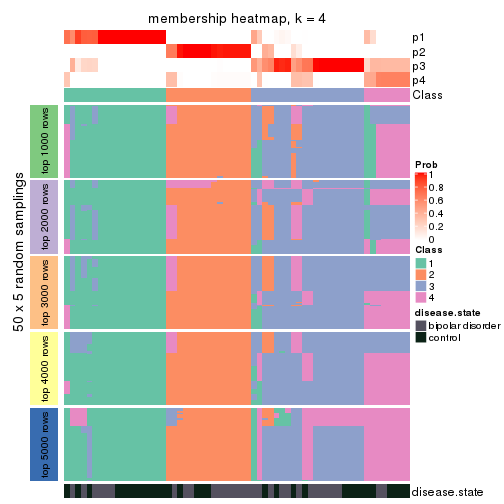 membership heatmap, k = 4
p1
p2
p3
p4
Class
50 x 5 random samplings
top 1000 rows
top 2000 rows
top 3000 rows
top 4000 rows
top 5000 rows
Prob
1
0.8
0.6
0.4
0.2
0
Class
1
2
3
4
disease.state
bipolar disorder
control
disease.state